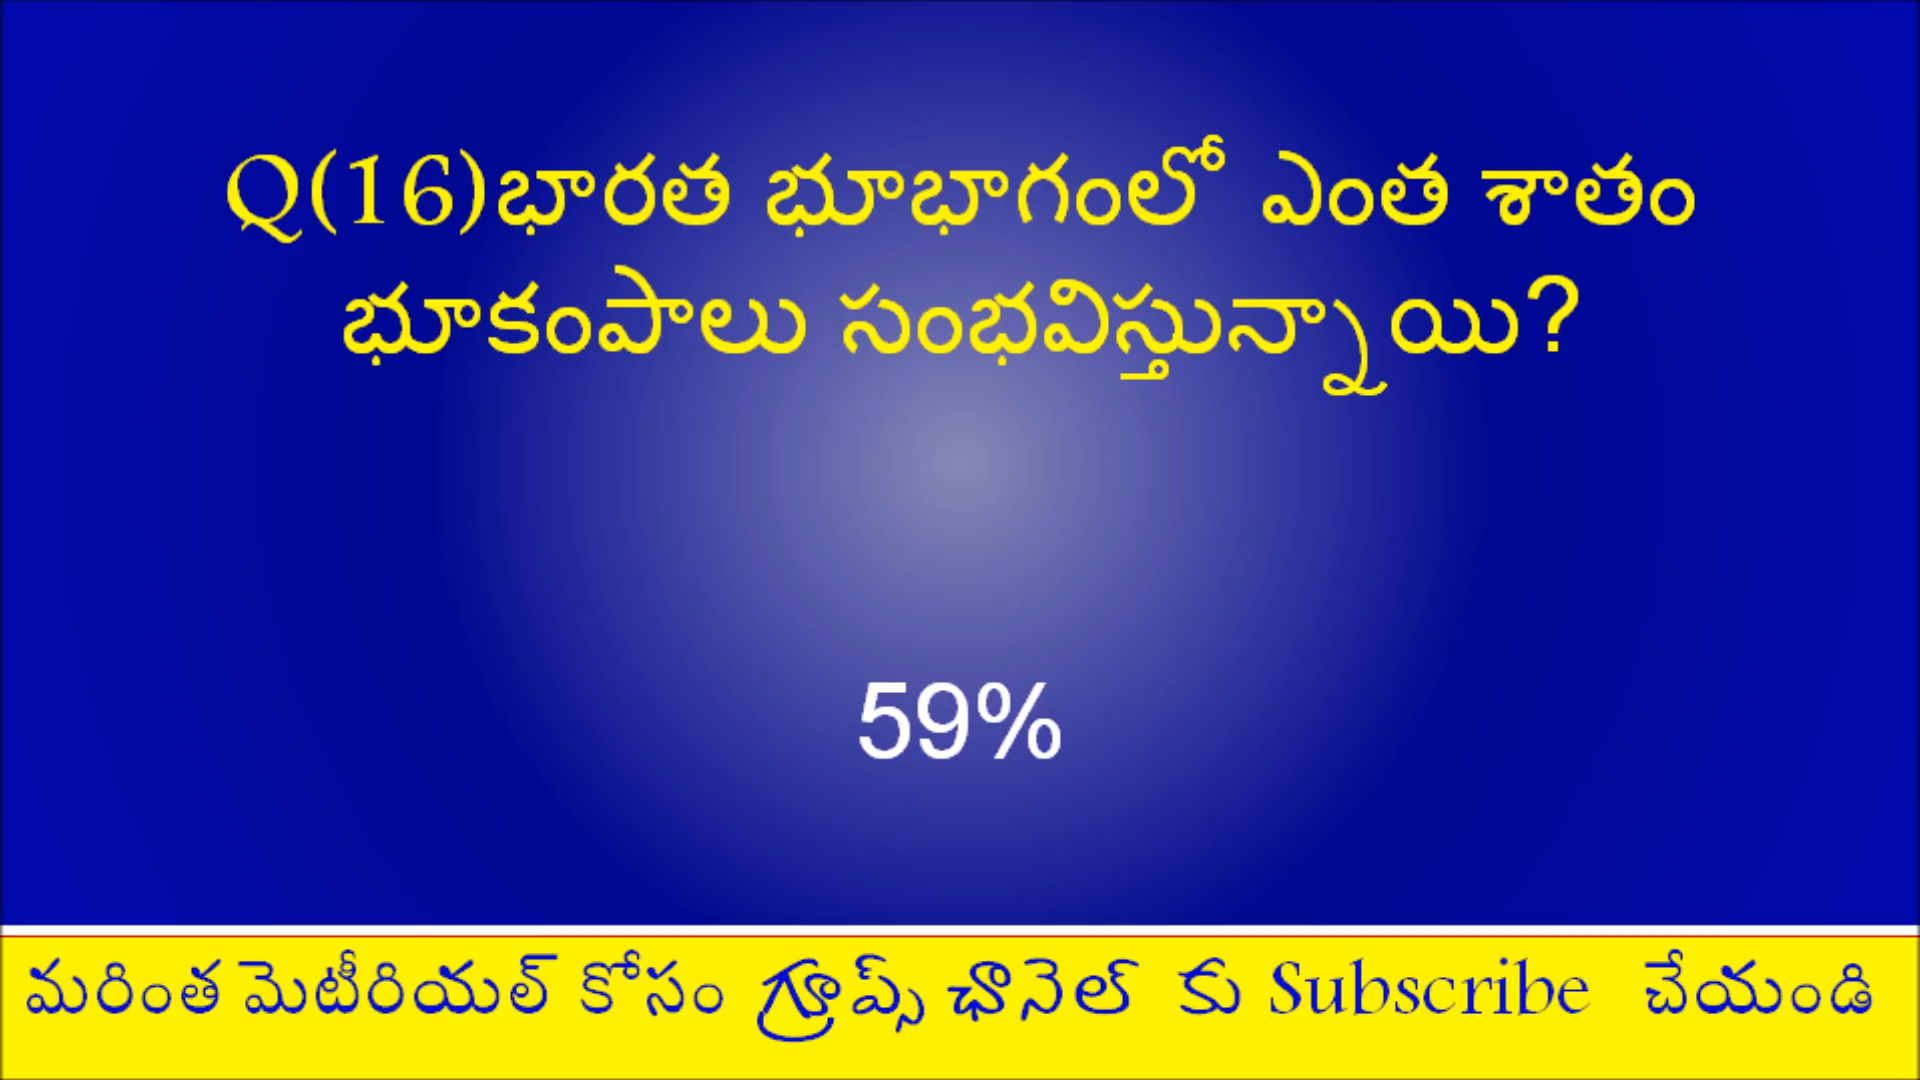 Q(16)భారత భూభాగంలో ఎంత శాతం
భూకంపాలు సంభవిస్తున్నాయి?
59%
మరింత మెటీరియల్ కోసం గ్రూప్స్ ఛానెల్ కు Subscribe చేయండి